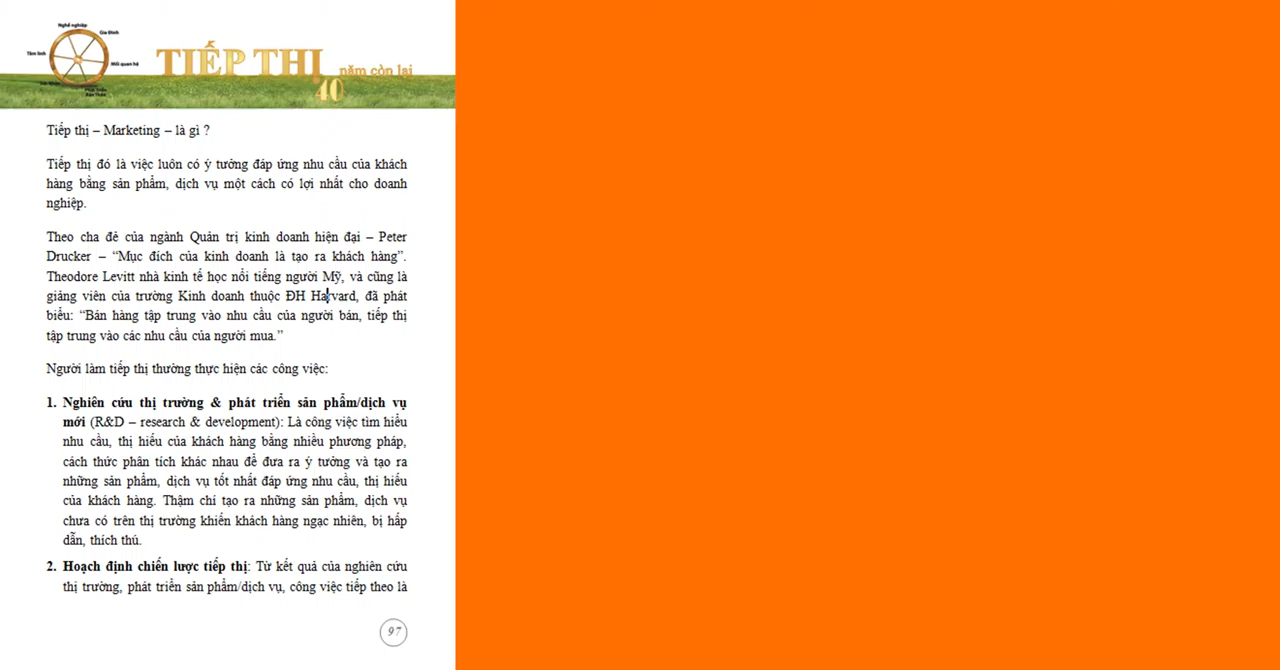 Nghề nghiệp
Gia Đình
Tâm linh
Mối quan hệ
Phát Triển
Bản Thân
TIẾP THỊ
40 năm còn lại
Tiếp thị – Marketing – là gì ?
Tiếp thị đó là việc luôn có ý tưởng đáp ứng nhu cầu của khách
hàng bằng sản phẩm, dịch vụ một cách có lợi nhất cho doanh
nghiệp.
Theo cha đẻ của ngành Quản trị kinh doanh hiện đại – Peter
Drucker – “Mục đích của kinh doanh là tạo ra khách hàng”.
Theodore Levitt nhà kinh tế học nổi tiếng người Mỹ, và cũng là
giảng viên của trường Kinh doanh thuộc ĐH Harvard, đã phát
biểu: “Bán hàng tập trung vào nhu cầu của người bán, tiếp thị
tập trung vào các nhu cầu của người mua.”
Người làm tiếp thị thường thực hiện các công việc:
1. Nghiên cứu thị trường & phát triển sản phẩm/dịch vụ
mới (R&D – research & development): Là công việc tìm hiểu
nhu cầu, thị hiếu của khách hàng bằng nhiều phương pháp,
cách thức phân tích khác nhau để đưa ra ý tưởng và tạo ra
những sản phẩm, dịch vụ tốt nhất đáp ứng nhu cầu, thị hiếu
của khách hàng. Thậm chí tạo ra những sản phẩm, dịch vụ
chưa có trên thị trường khiến khách hàng ngạc nhiên, bị hấp
dẫn, thích thú.
2. Hoạch định chiến lược tiếp thị: Từ kết quả của nghiên cứu
thị trường, phát triển sản phẩm/dịch vụ, công việc tiếp theo là
97